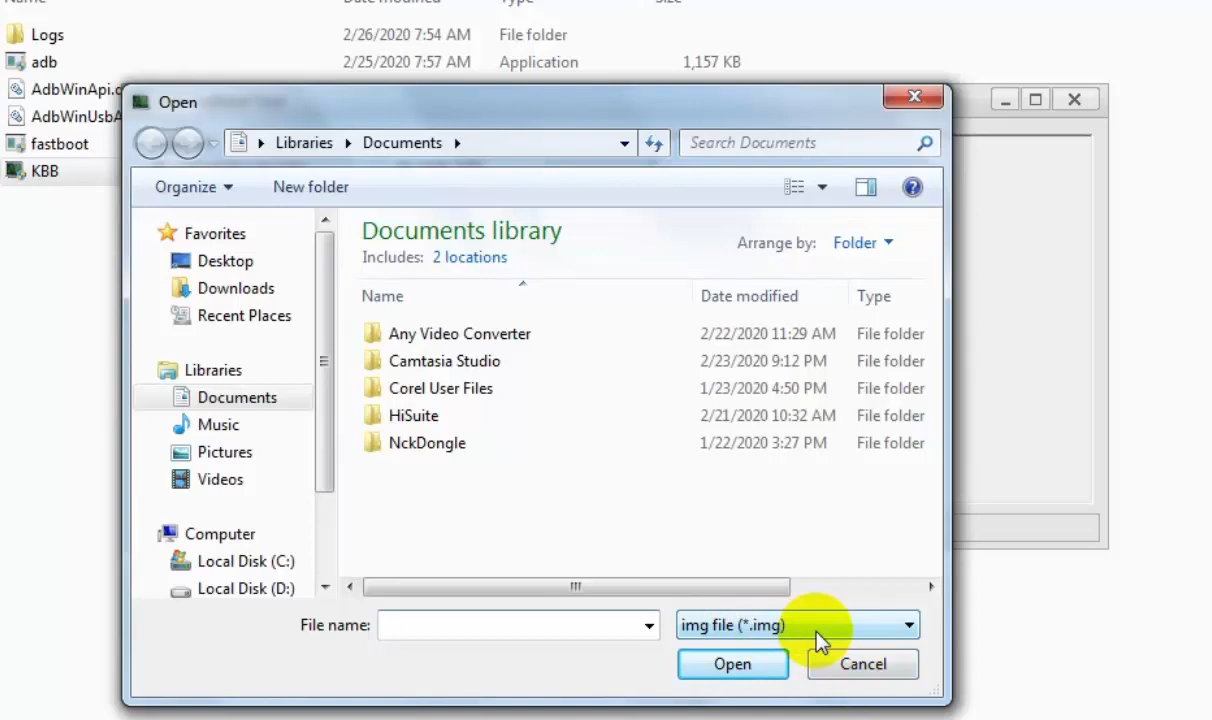 Name Date modified Type Size
Logs 2/26/2020 7:54 AM File folder
adb 2/25/2020 7:57 AM Application 1,157 KB
AdbWinApi.
AdbWinUsbA
fastboot
KBB
Open
Libraries Documents Search Documents
Organize New folder
Favorites
Desktop
Downloads
Recent Places
Libraries
Documents
Music
Pictures
Videos
Computer
Local Disk (C:)
Local Disk (D:)
Documents library
Includes: 2 locations
Arrange by: Folder
Name Date modified Type
Any Video Converter 2/22/2020 11:29 AM File folder
Camtasia Studio 2/23/2020 9:12 PM File folder
Corel User Files 1/23/2020 4:50 PM File folder
HiSuite 2/21/2020 10:32 AM File folder
NckDongle 1/22/2020 3:27 PM File folder
File name: img file (*.img)
Open Cancel